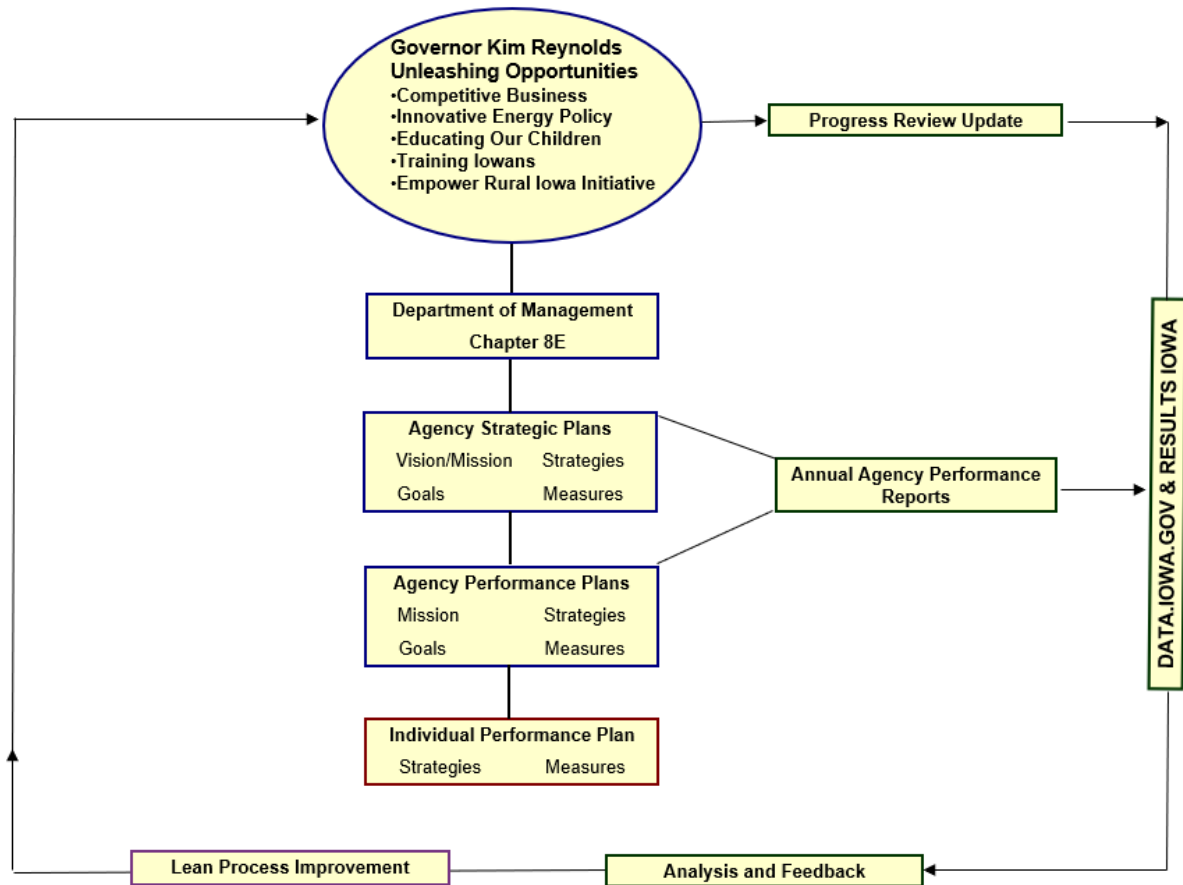 Governor Kim Reynolds
Unleashing Opportunities
•Competitive Business
•Innovative Energy Policy
•Educating Our Children
•Training Iowans
•Empower Rural Iowa Initiative
Progress Review Update
Department of Management
Chapter 8E
Agency Strategic Plans
Vision/Mission Strategies
Goals Measures
Annual Agency Performance
Reports
DATA.IOWA.GOV & RESULTS IOWA
Agency Performance Plans
Mission Strategies
Goals Measures
Individual Performance Plan
Strategies Measures
Lean Process Improvement
Analysis and Feedback